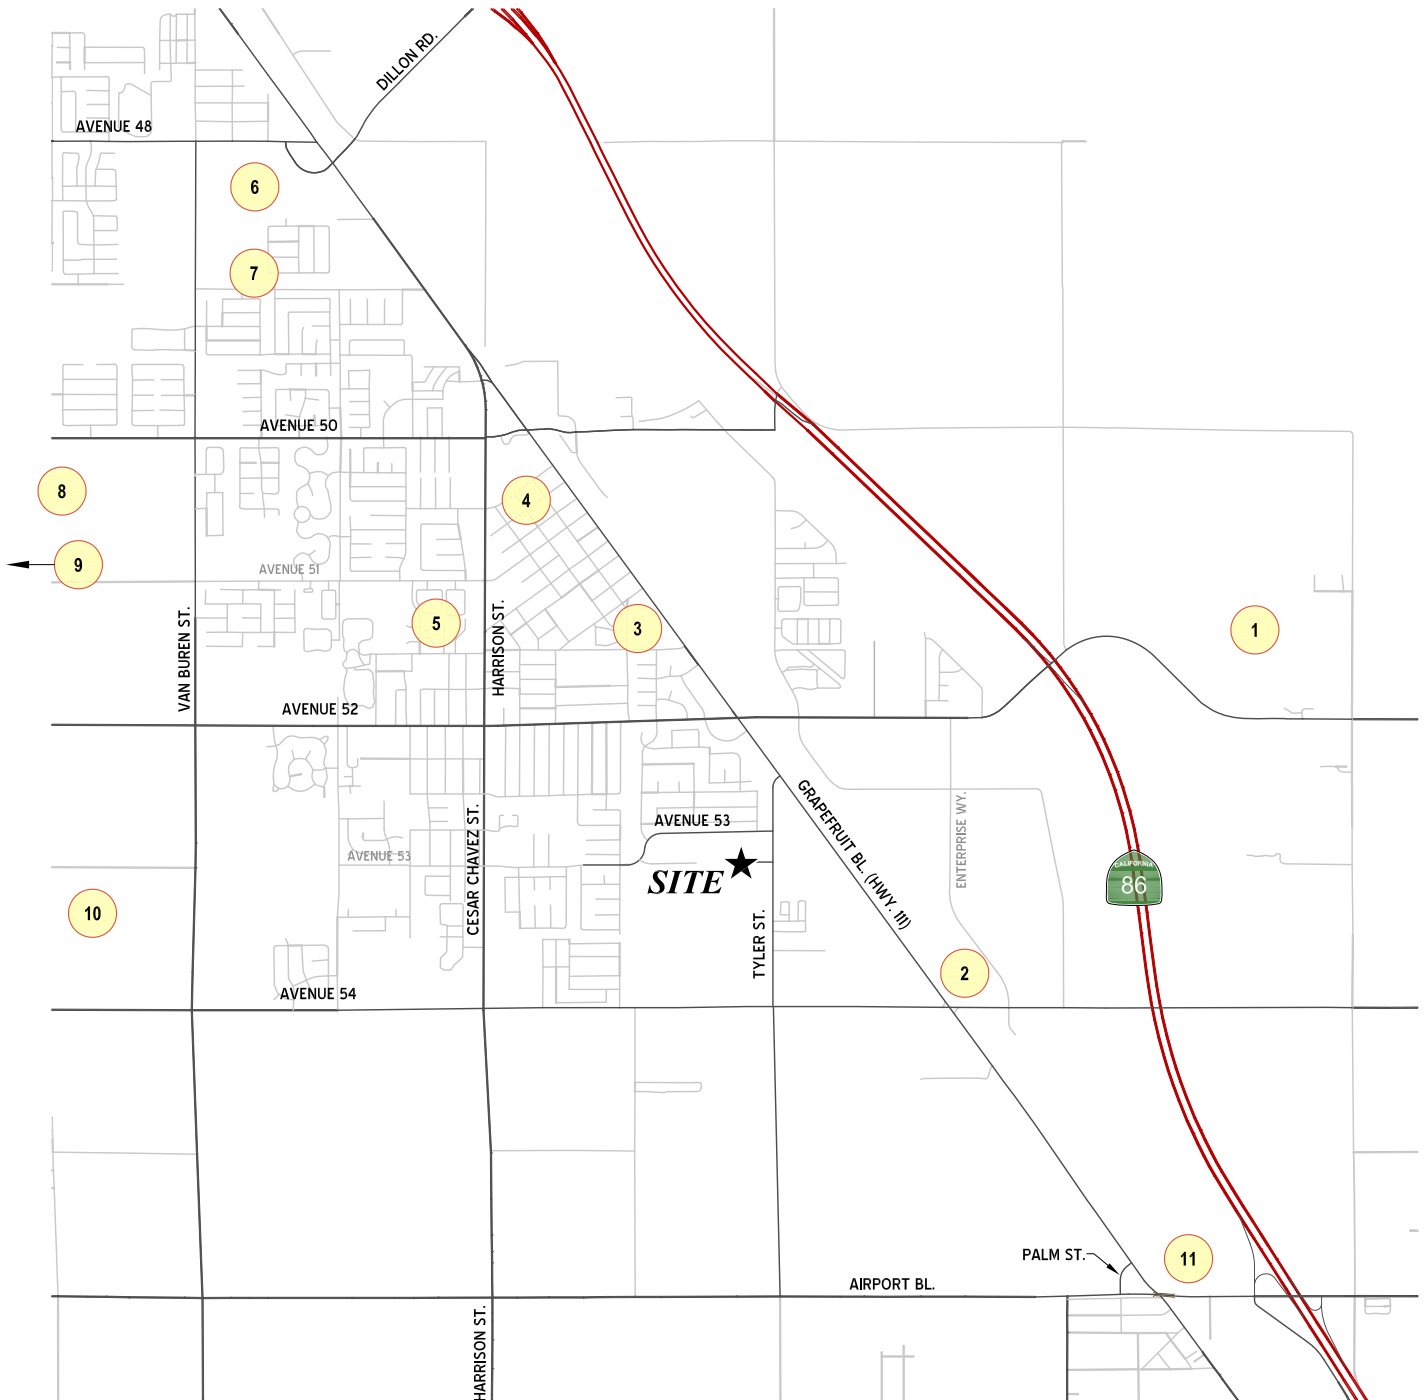 DILLON RD.
AVENUE 48
6
7
AVENUE 50
8
4
9
AVENUE 51
VAN BUREN ST.
5
HARRISON ST.
3
1
AVENUE 52
GRAPEFRUIT BL. (HWY. 111)
ENTERPRISE WY.
AVENUE 53
AVENUE 53
CESAR CHAVEZ ST.
SITE
CALIFORNIA
86
10
TYLER ST.
2
AVENUE 54
PALM ST.
11
AIRPORT BL.
HARRISON ST.